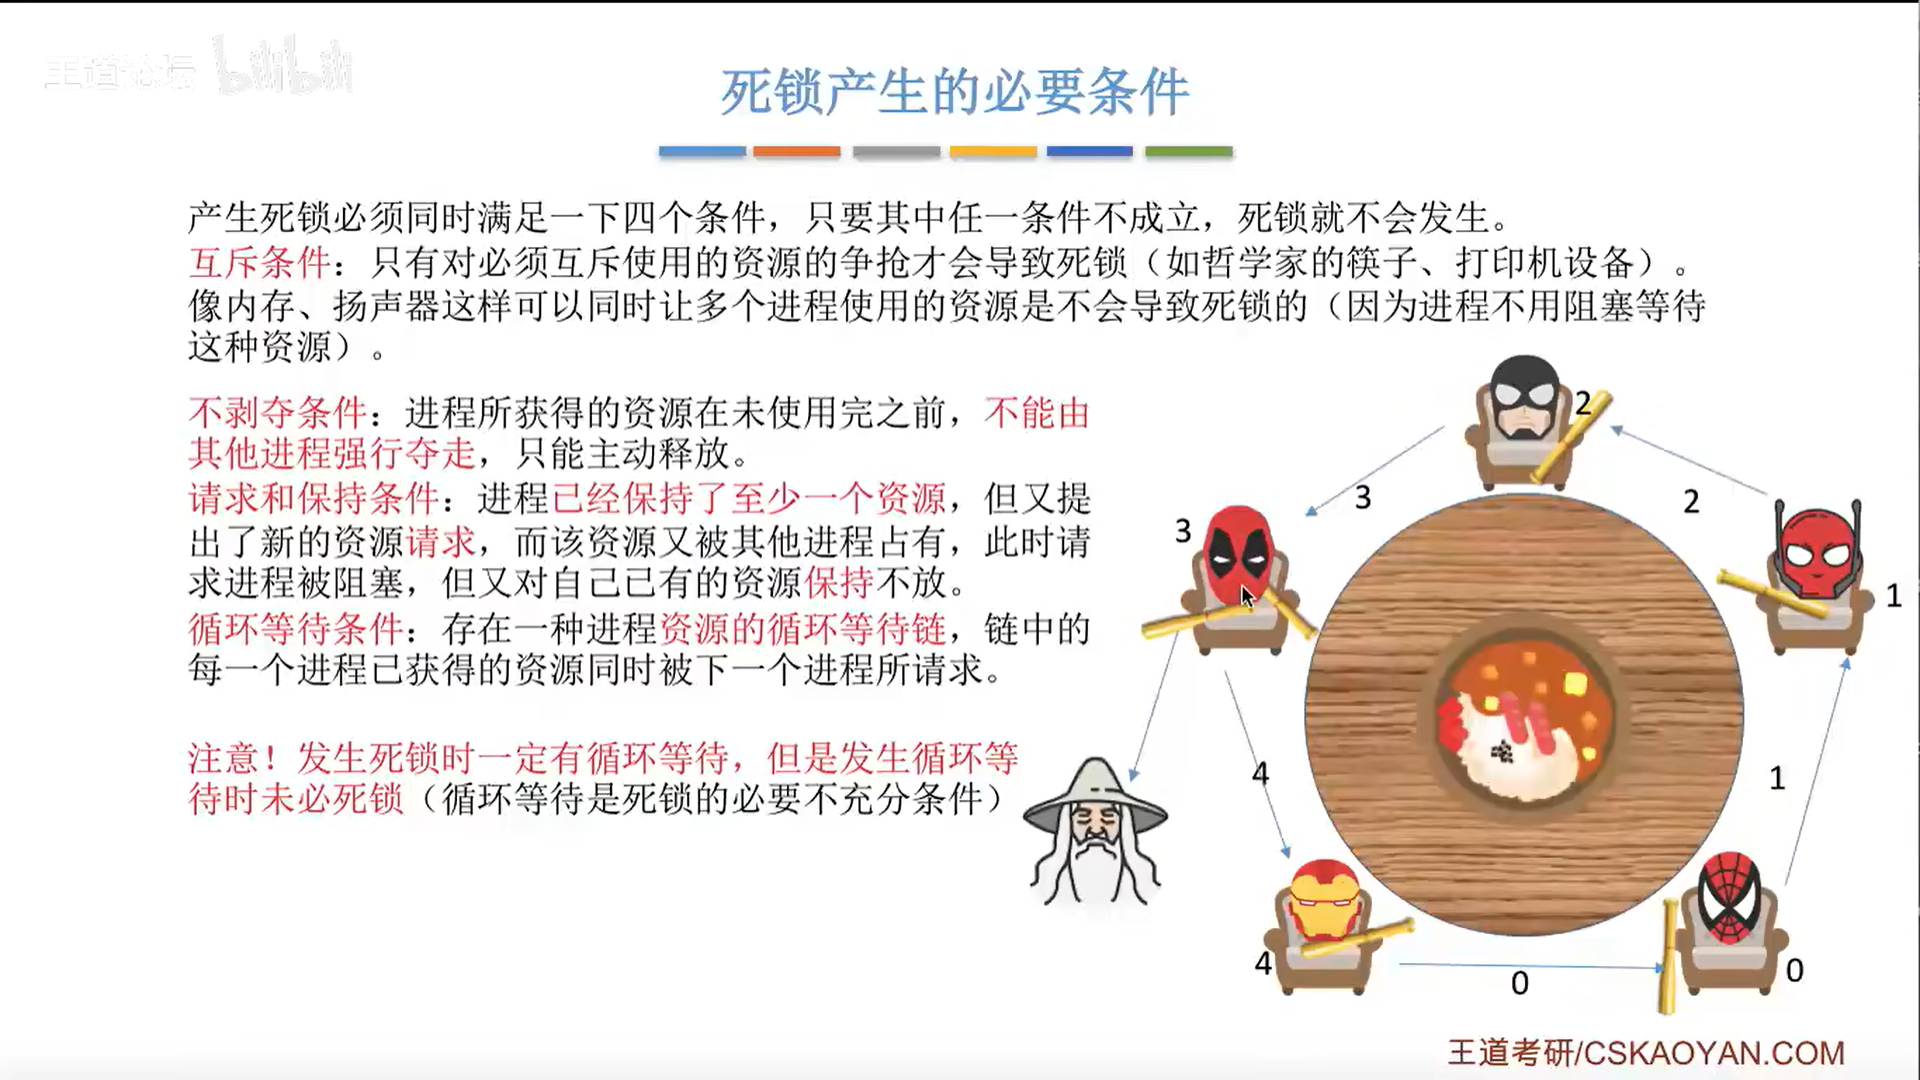 王道论坛 bilibili
死锁产生的必要条件
产生死锁必须同时满足一下四个条件，只要其中任一条件不成立，死锁就不会发生。
互斥条件：只有对必须互斥使用的资源的争抢才会导致死锁（如哲学家的筷子、打印机设备）。
像内存、扬声器这样可以同时让多个进程使用的资源是不会导致死锁的（因为进程不用阻塞等待
这种资源）。
不剥夺条件：进程所获得的资源在未使用完之前，不能由
其他进程强行夺走，只能主动释放。
请求和保持条件：进程已经保持了至少一个资源，但又提
出了新的资源请求，而该资源又被其他进程占有，此时请
求进程被阻塞，但又对自己已有的资源保持不放。
循环等待条件：存在一种进程资源的循环等待链，链中的
每一个进程已获得的资源同时被下一个进程所请求。
注意！发生死锁时一定有循环等待，但是发生循环等
待时未必死锁（循环等待是死锁的必要不充分条件）
2
3
2
3
1
4
1
4
0
0
王道考研/CSKAOYAN.COM